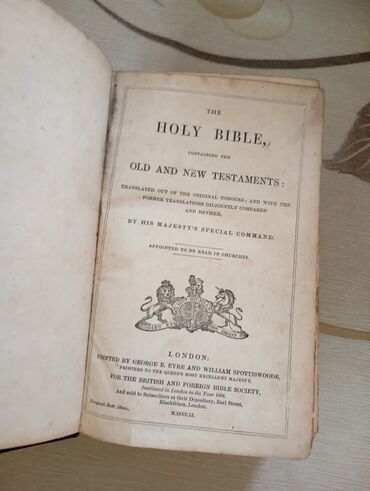 THE
HOLY BIBLE,
CONTAINING THE
OLD AND NEW TESTAMENTS:
TRANSLATED OUT OF THE ORIGINAL TONGUES; AND WITH THE
FORMER TRANSLATIONS DILIGENTLY COMPARED
AND REVISED,
BY HIS MAJESTY'S SPECIAL COMMAND.
APPOINTED TO BE READ IN CHURCHES.
LONDON:
PRINTED BY GEORGE E. EYRE AND WILLIAM SPOTTISWOODE,
PRINTERS TO THE QUEEN'S MOST EXCELLENT MAJESTY,
FOR THE BRITISH AND FOREIGN BIBLE SOCIETY,
Instituted in London in the Year 1804,
And sold to Subscribers at their Depository, Earl Street,
Blackfriars, London.
M.DCCC.LI.
8vo.